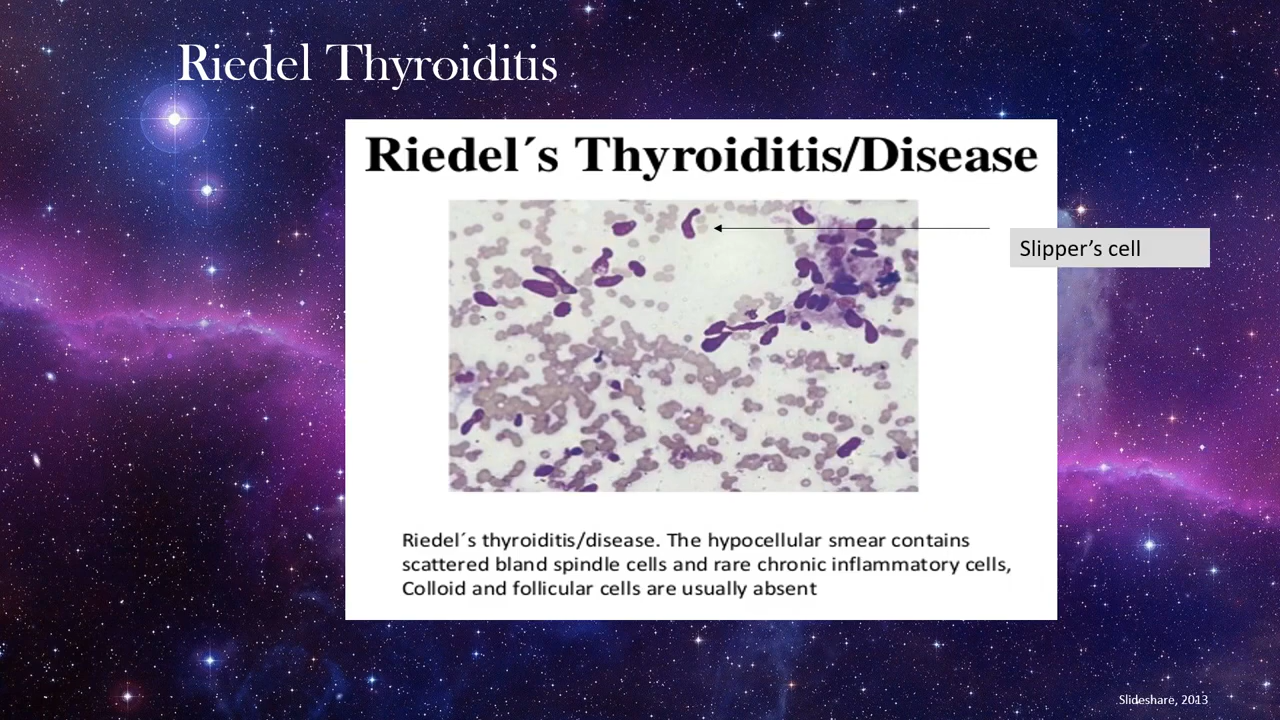 Riedel Thyroiditis
Riedel´s Thyroiditis/Disease
Slipper’s cell
Riedel´s thyroiditis/disease. The hypocellular smear contains
scattered bland spindle cells and rare chronic inflammatory cells,
Colloid and follicular cells are usually absent
Slideshare, 2013